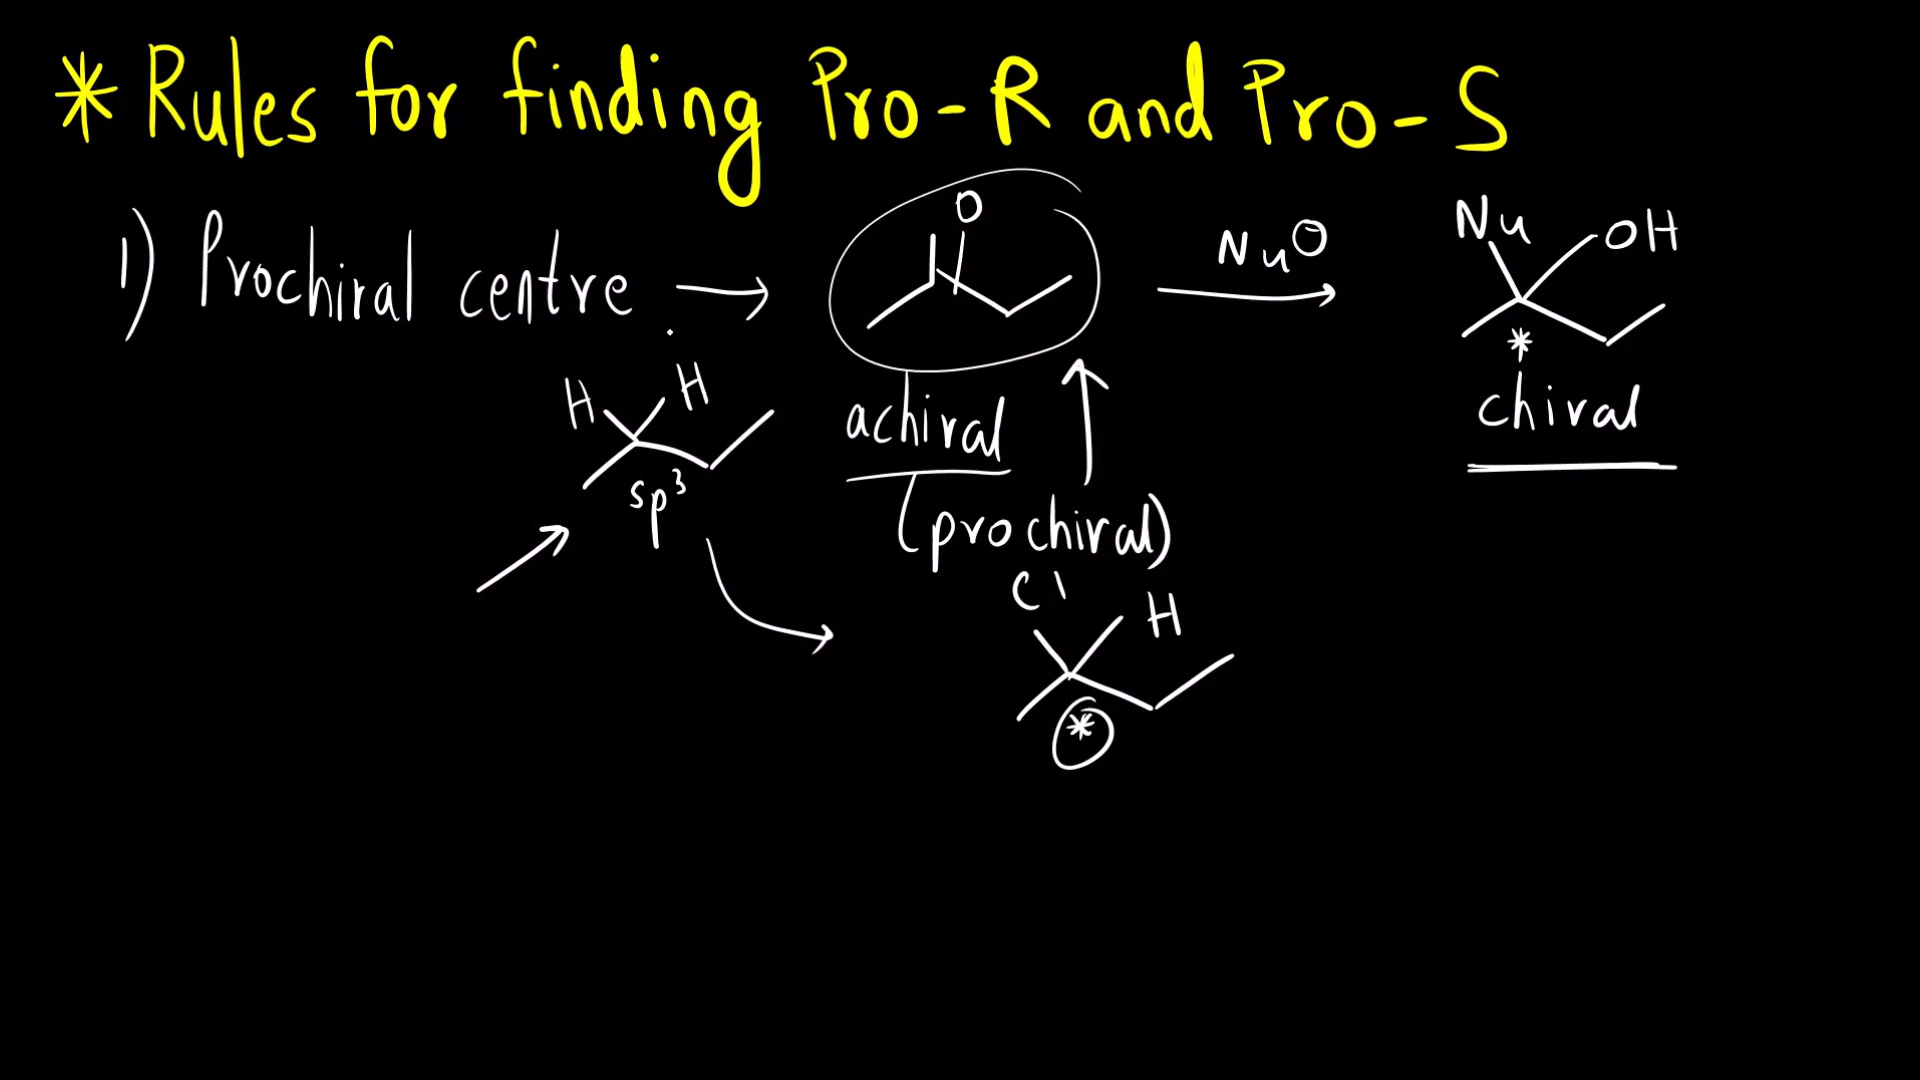 * Rules for finding Pro-R and Pro-S
1) Prochiral centre →
O
Nu⊖
Nu OH
*
chiral
H H
sp³
achiral
(prochiral)
Cl H
*